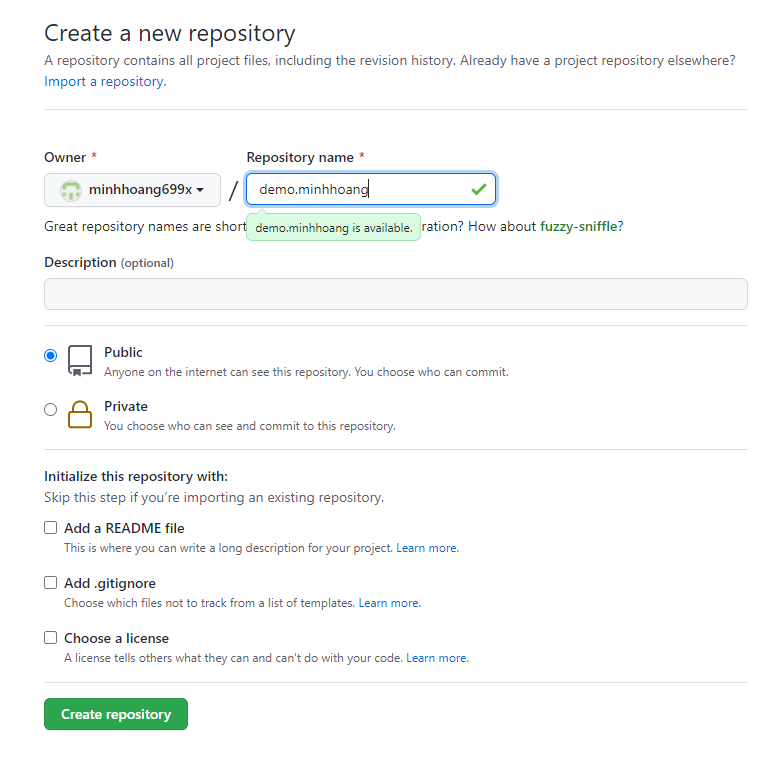 Create a new repository
A repository contains all project files, including the revision history. Already have a project repository elsewhere?
Import a repository.
Owner *
Repository name *
minhhoang699x
/
demo.minhhoang
Great repository names are short
demo.minhhoang is available.
ration? How about fuzzy-sniffle?
Description (optional)
Public
Anyone on the internet can see this repository. You choose who can commit.
Private
You choose who can see and commit to this repository.
Initialize this repository with:
Skip this step if you're importing an existing repository.
Add a README file
This is where you can write a long description for your project. Learn more.
Add .gitignore
Choose which files not to track from a list of templates. Learn more.
Choose a license
A license tells others what they can and can't do with your code. Learn more.
Create repository